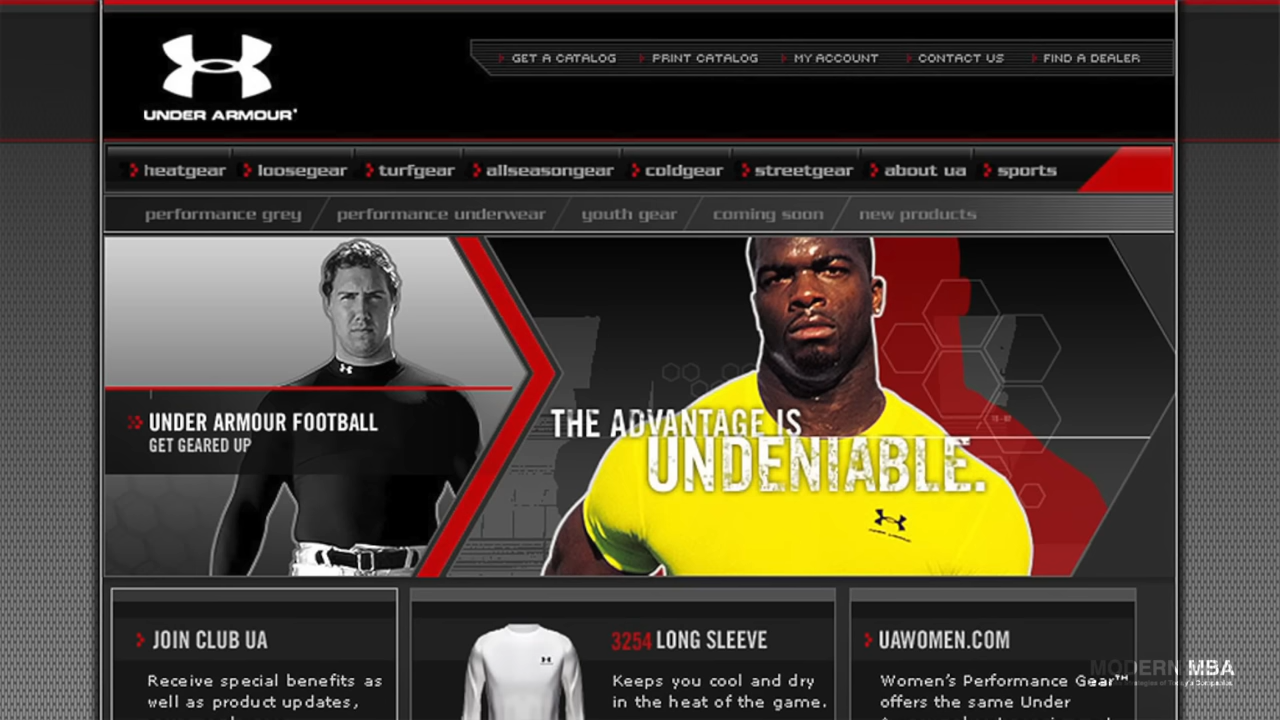 UNDER ARMOUR
GET A CATALOG
PRINT CATALOG
MY ACCOUNT
CONTACT US
FIND A DEALER
heatgear
loosegear
turfgear
allseasongear
coldgear
streetgear
about ua
sports
performance grey
performance underwear
youth gear
coming soon
new products
UNDER ARMOUR FOOTBALL
GET GEARED UP
THE ADVANTAGE IS
UNDENIABLE.
JOIN CLUB UA
Receive special benefits as
well as product updates,
3254 LONG SLEEVE
Keeps you cool and dry
in the heat of the game.
UAWOMEN.COM
Women's Performance Gear™
offers the same Under
MODERN MBA